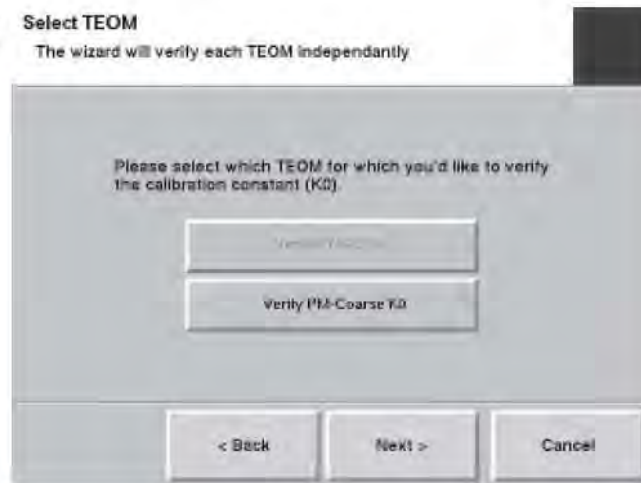 Select TEOM
The wizard will verify each TEOM independantly
Please select which TEOM for which you'd like to verify
the calibration constant (K0).
Verify
Verify PM-Coarse K0
< Back
Next >
Cancel